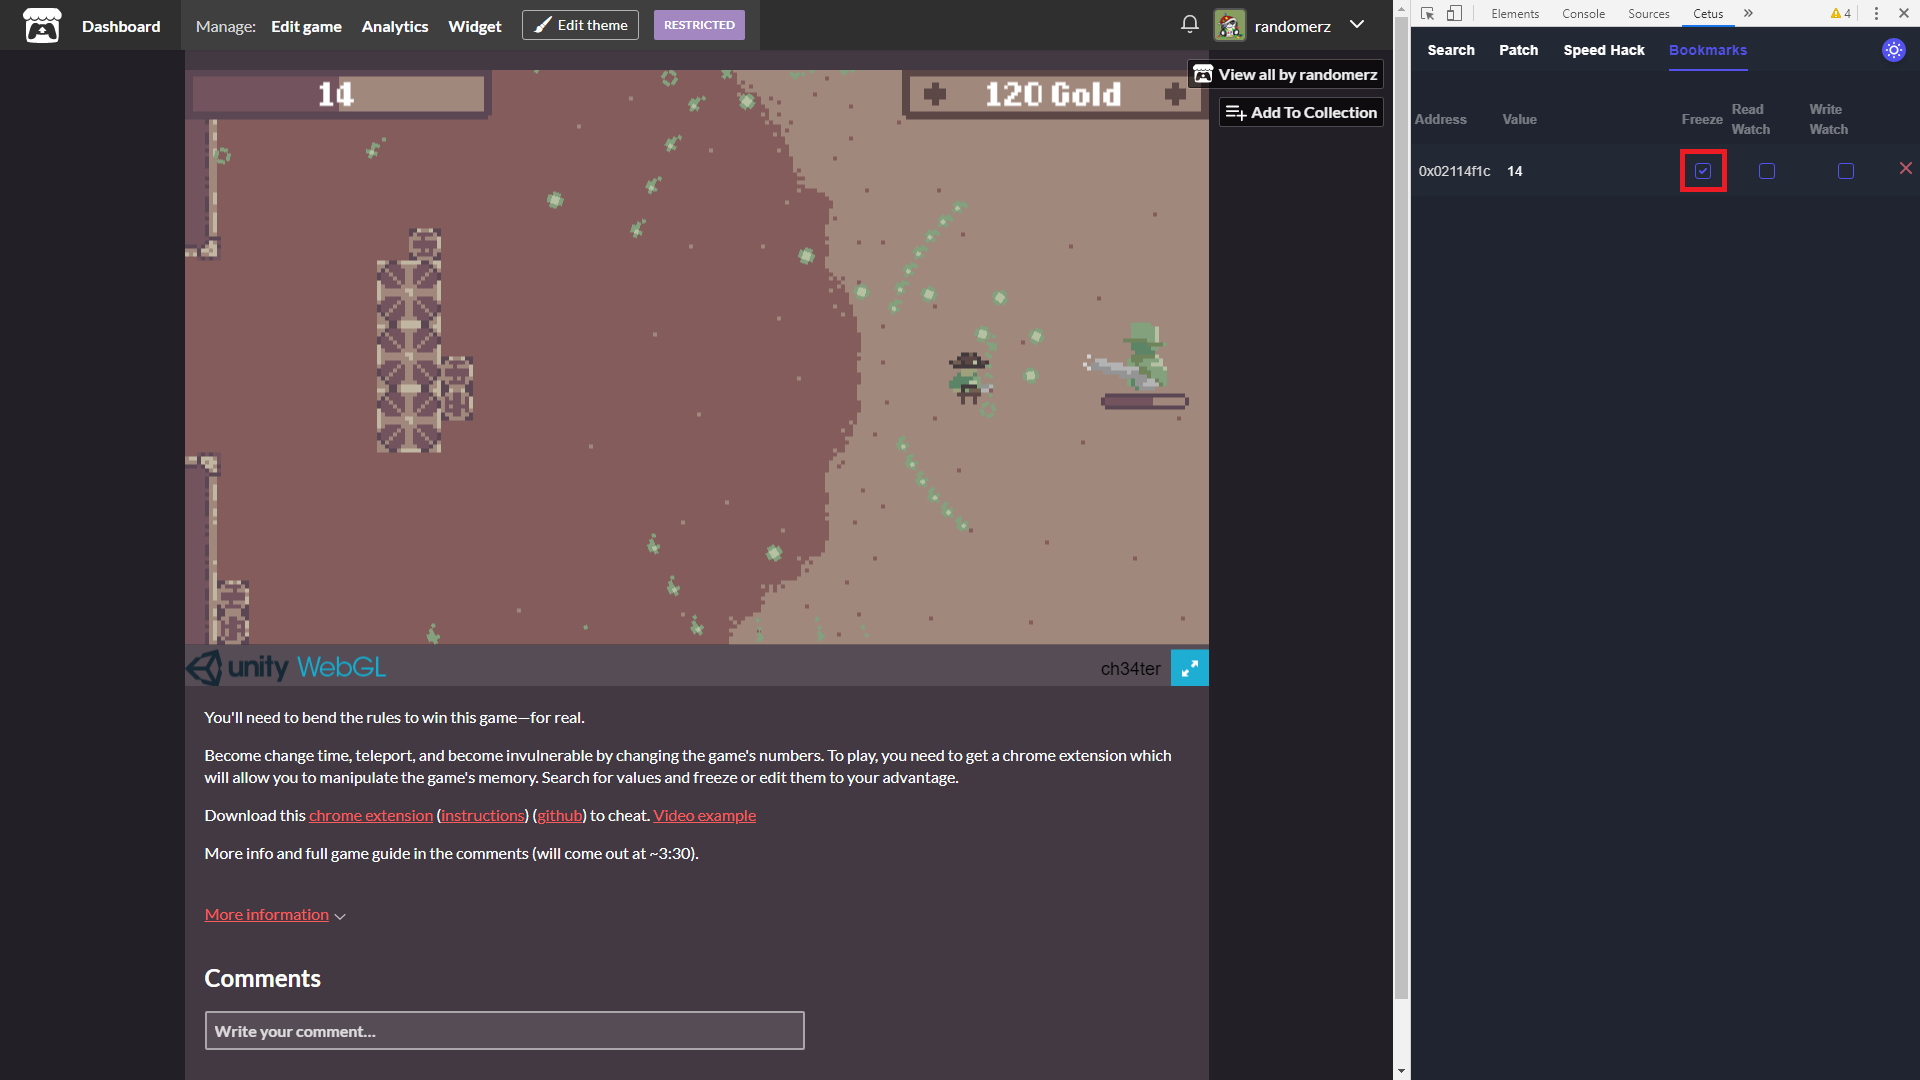 Dashboard
Manage:
Edit game
Analytics
Widget
Edit theme
RESTRICTED
randomerz
View all by randomerz
Add To Collection
14
120 Gold
unity WebGL
ch34ter
You'll need to bend the rules to win this game—for real.
Become change time, teleport, and become invulnerable by changing the game's numbers. To play, you need to get a chrome extension which
will allow you to manipulate the game's memory. Search for values and freeze or edit them to your advantage.
Download this chrome extension (instructions) (github) to cheat. Video example
More info and full game guide in the comments (will come out at ~3:30).
More information
Comments
Write your comment...
Elements
Console
Sources
Cetus
»
4
Search
Patch
Speed Hack
Bookmarks
Address
Value
Freeze
Read
Watch
Write
Watch
0x02114f1c
14